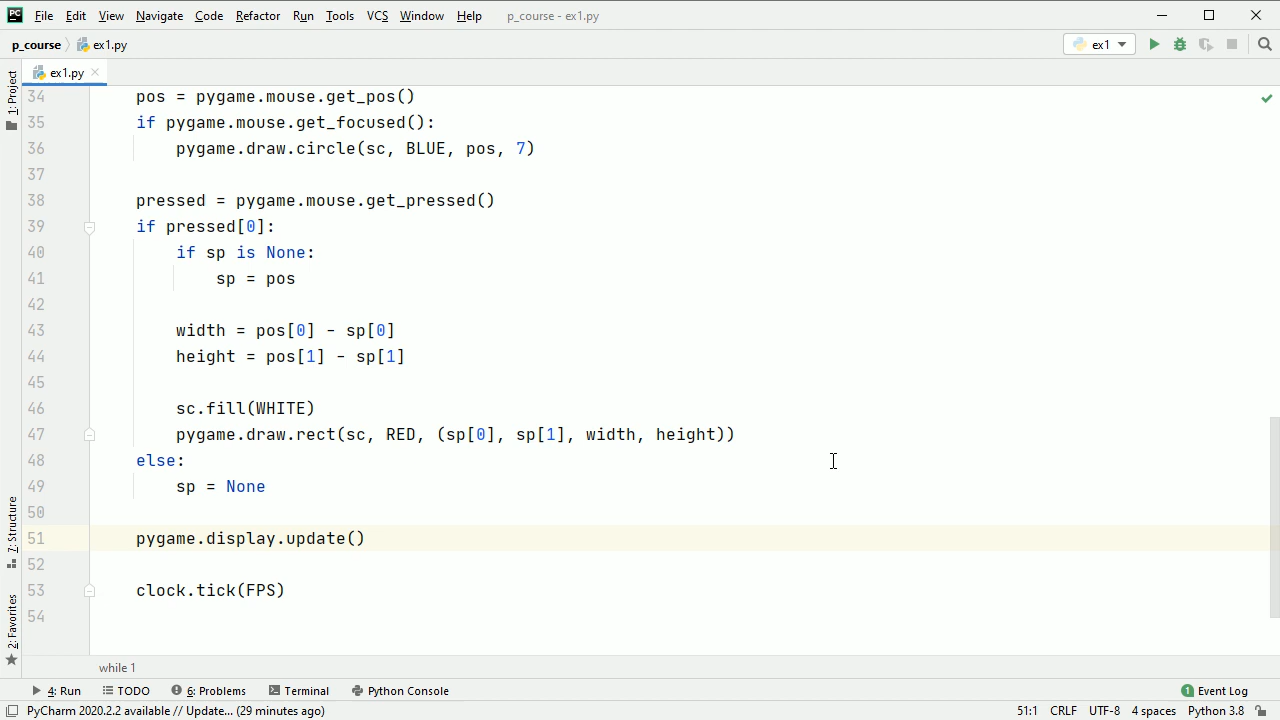 File Edit View Navigate Code Refactor Run Tools VCS Window Help p_course - ex1.py
p_course ex1.py ex1
1: Project
ex1.py
34 pos = pygame.mouse.get_pos()
35 if pygame.mouse.get_focused():
36 pygame.draw.circle(sc, BLUE, pos, 7)
37
38 pressed = pygame.mouse.get_pressed()
39 if pressed[0]:
40 if sp is None:
41 sp = pos
42
43 width = pos[0] - sp[0]
44 height = pos[1] - sp[1]
45
46 sc.fill(WHITE)
47 pygame.draw.rect(sc, RED, (sp[0], sp[1], width, height))
48 else:
49 sp = None
50
51 pygame.display.update()
52
53 clock.tick(FPS)
54
7: Structure
2: Favorites
while 1
4: Run TODO 6: Problems Terminal Python Console 1 Event Log
PyCharm 2020.2.2 available // Update... (29 minutes ago) 51:1 CRLF UTF-8 4 spaces Python 3.8